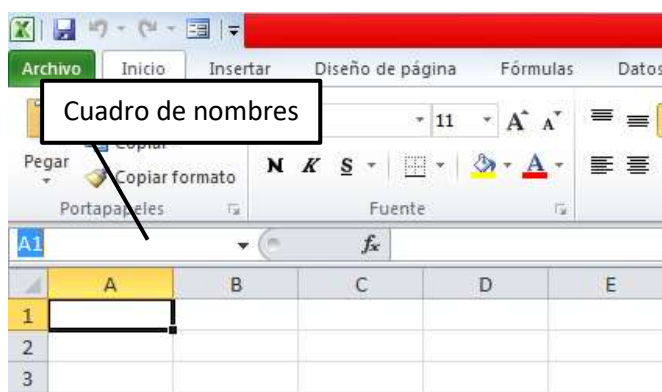 Archivo Inicio Insertar Diseño de página Fórmulas Datos
Cuadro de nombres
11 A A
Copiar
Pegar
Copiar formato N K S A
Portapapeles Fuente
A1 fx
A B C D E
1
2
3